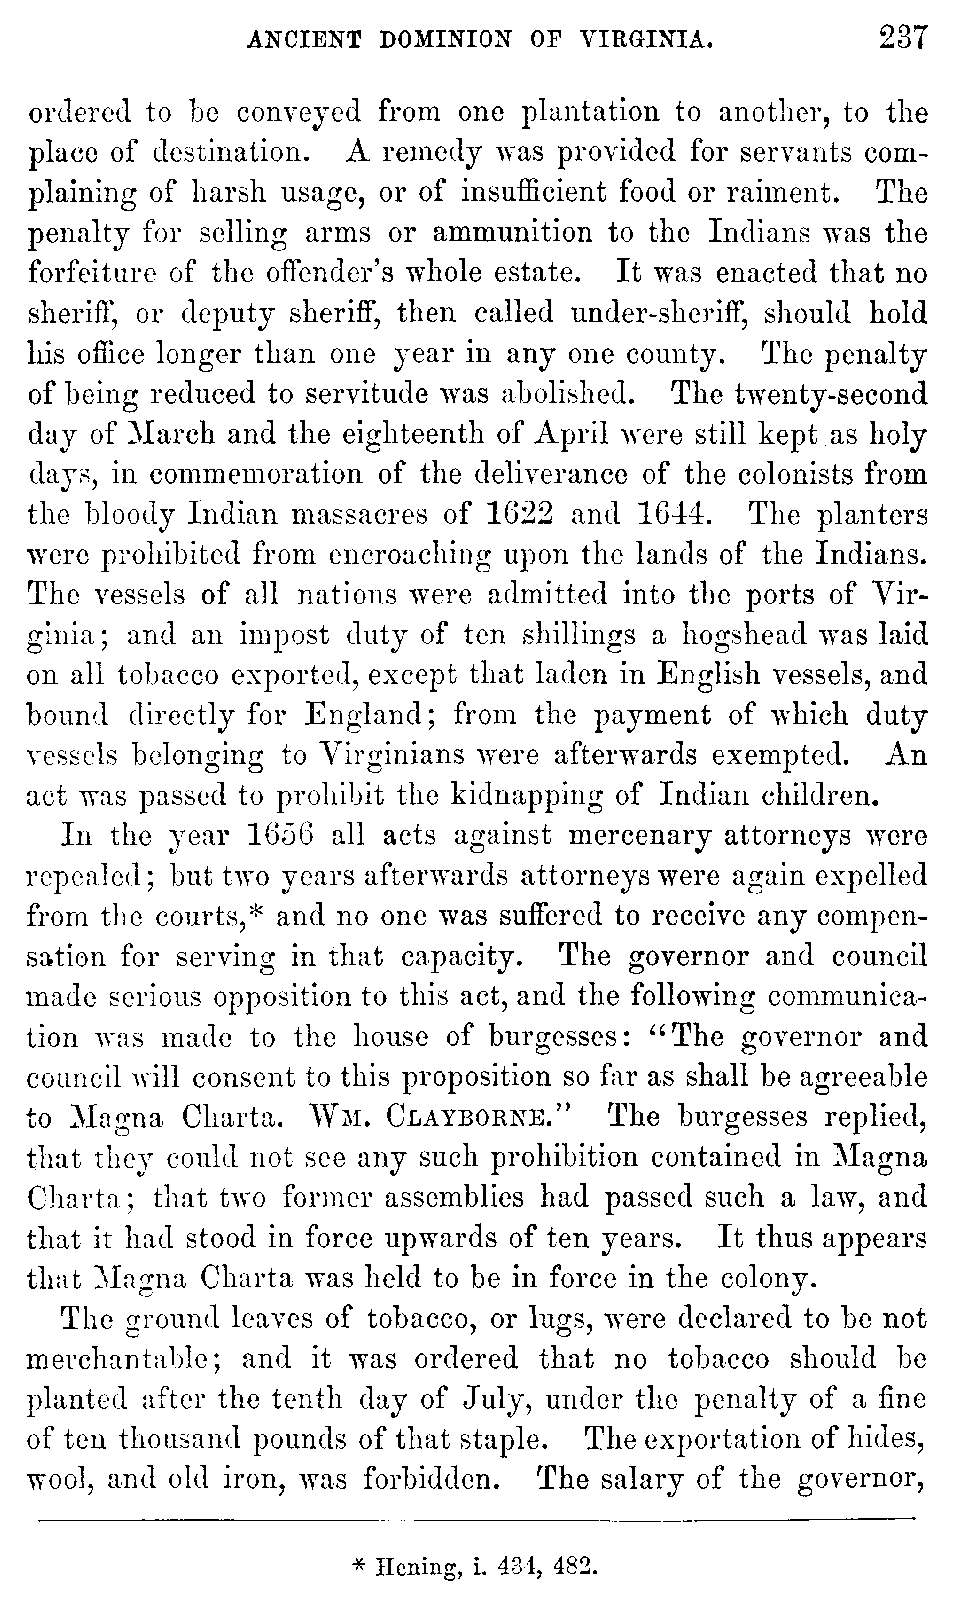 ANCIENT DOMINION OF VIRGINIA. 237
ordered to be conveyed from one plantation to another, to the
place of destination. A remedy was provided for servants com-
plaining of harsh usage, or of insufficient food or raiment. The
penalty for selling arms or ammunition to the Indians was the
forfeiture of the offender's whole estate. It was enacted that no
sheriff, or deputy sheriff, then called under-sheriff, should hold
his office longer than one year in any one county. The penalty
of being reduced to servitude was abolished. The twenty-second
day of March and the eighteenth of April were still kept as holy
days, in commemoration of the deliverance of the colonists from
the bloody Indian massacres of 1622 and 1644. The planters
were prohibited from encroaching upon the lands of the Indians.
The vessels of all nations were admitted into the ports of Vir-
ginia; and an impost duty of ten shillings a hogshead was laid
on all tobacco exported, except that laden in English vessels, and
bound directly for England; from the payment of which duty
vessels belonging to Virginians were afterwards exempted. An
act was passed to prohibit the kidnapping of Indian children.
In the year 1656 all acts against mercenary attorneys were
repealed; but two years afterwards attorneys were again expelled
from the courts,* and no one was suffered to receive any compen-
sation for serving in that capacity. The governor and council
made serious opposition to this act, and the following communica-
tion was made to the house of burgesses: "The governor and
council will consent to this proposition so far as shall be agreeable
to Magna Charta. WM. CLAYBORNE." The burgesses replied,
that they could not see any such prohibition contained in Magna
Charta; that two former assemblies had passed such a law, and
that it had stood in force upwards of ten years. It thus appears
that Magna Charta was held to be in force in the colony.
The ground leaves of tobacco, or lugs, were declared to be not
merchantable; and it was ordered that no tobacco should be
planted after the tenth day of July, under the penalty of a fine
of ten thousand pounds of that staple. The exportation of hides,
wool, and old iron, was forbidden. The salary of the governor,
* Hening, i. 434, 482.